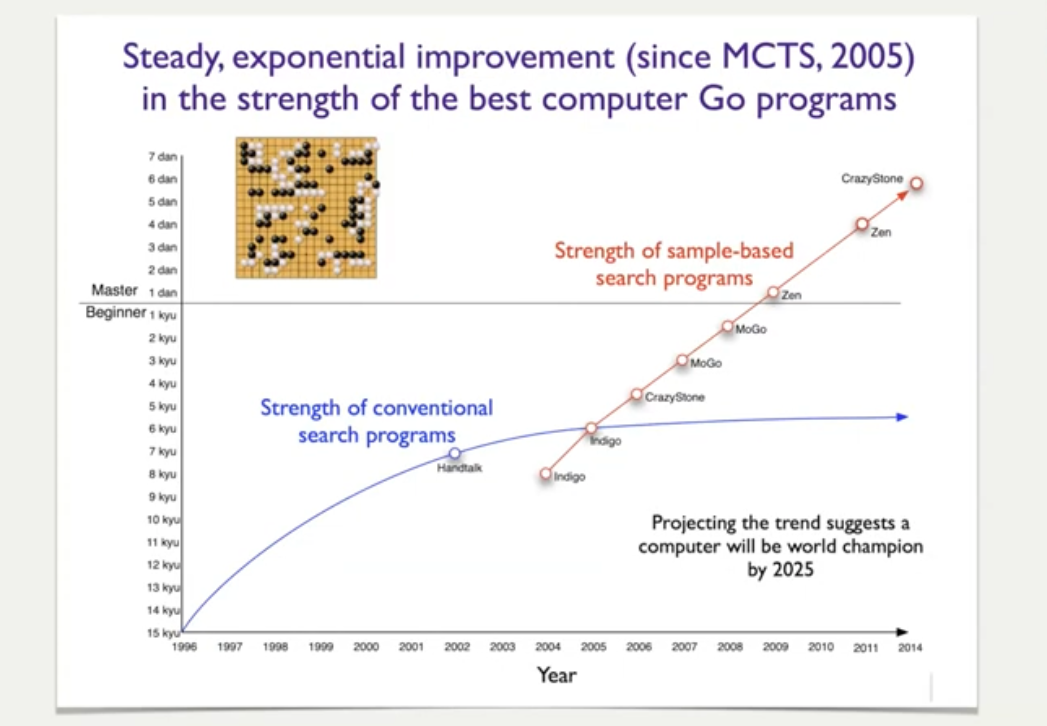 Steady, exponential improvement (since MCTS, 2005)
in the strength of the best computer Go programs
7 dan
6 dan
5 dan
4 dan
3 dan
2 dan
Master 1 dan
Beginner 1 kyu
2 kyu
3 kyu
4 kyu
5 kyu
6 kyu
7 kyu
8 kyu
9 kyu
10 kyu
11 kyu
12 kyu
13 kyu
14 kyu
15 kyu
CrazyStone
Zen
Strength of sample-based
search programs
Zen
MoGo
MoGo
CrazyStone
Strength of conventional
search programs
Indigo
Handtalk
Indigo
Projecting the trend suggests a
computer will be world champion
by 2025
1996 1997 1998 1999 2000 2001 2002 2003 2004 2005 2006 2007 2008 2009 2010 2011 2014
Year